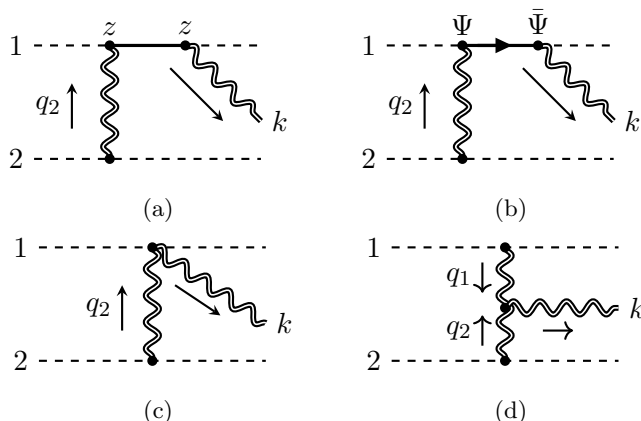 z z Ψ Ψ̄
1 1
q₂ k q₂ k
2 2
(a) (b)
1 1
q₁
q₂ k q₂ k
2 2
(c) (d)